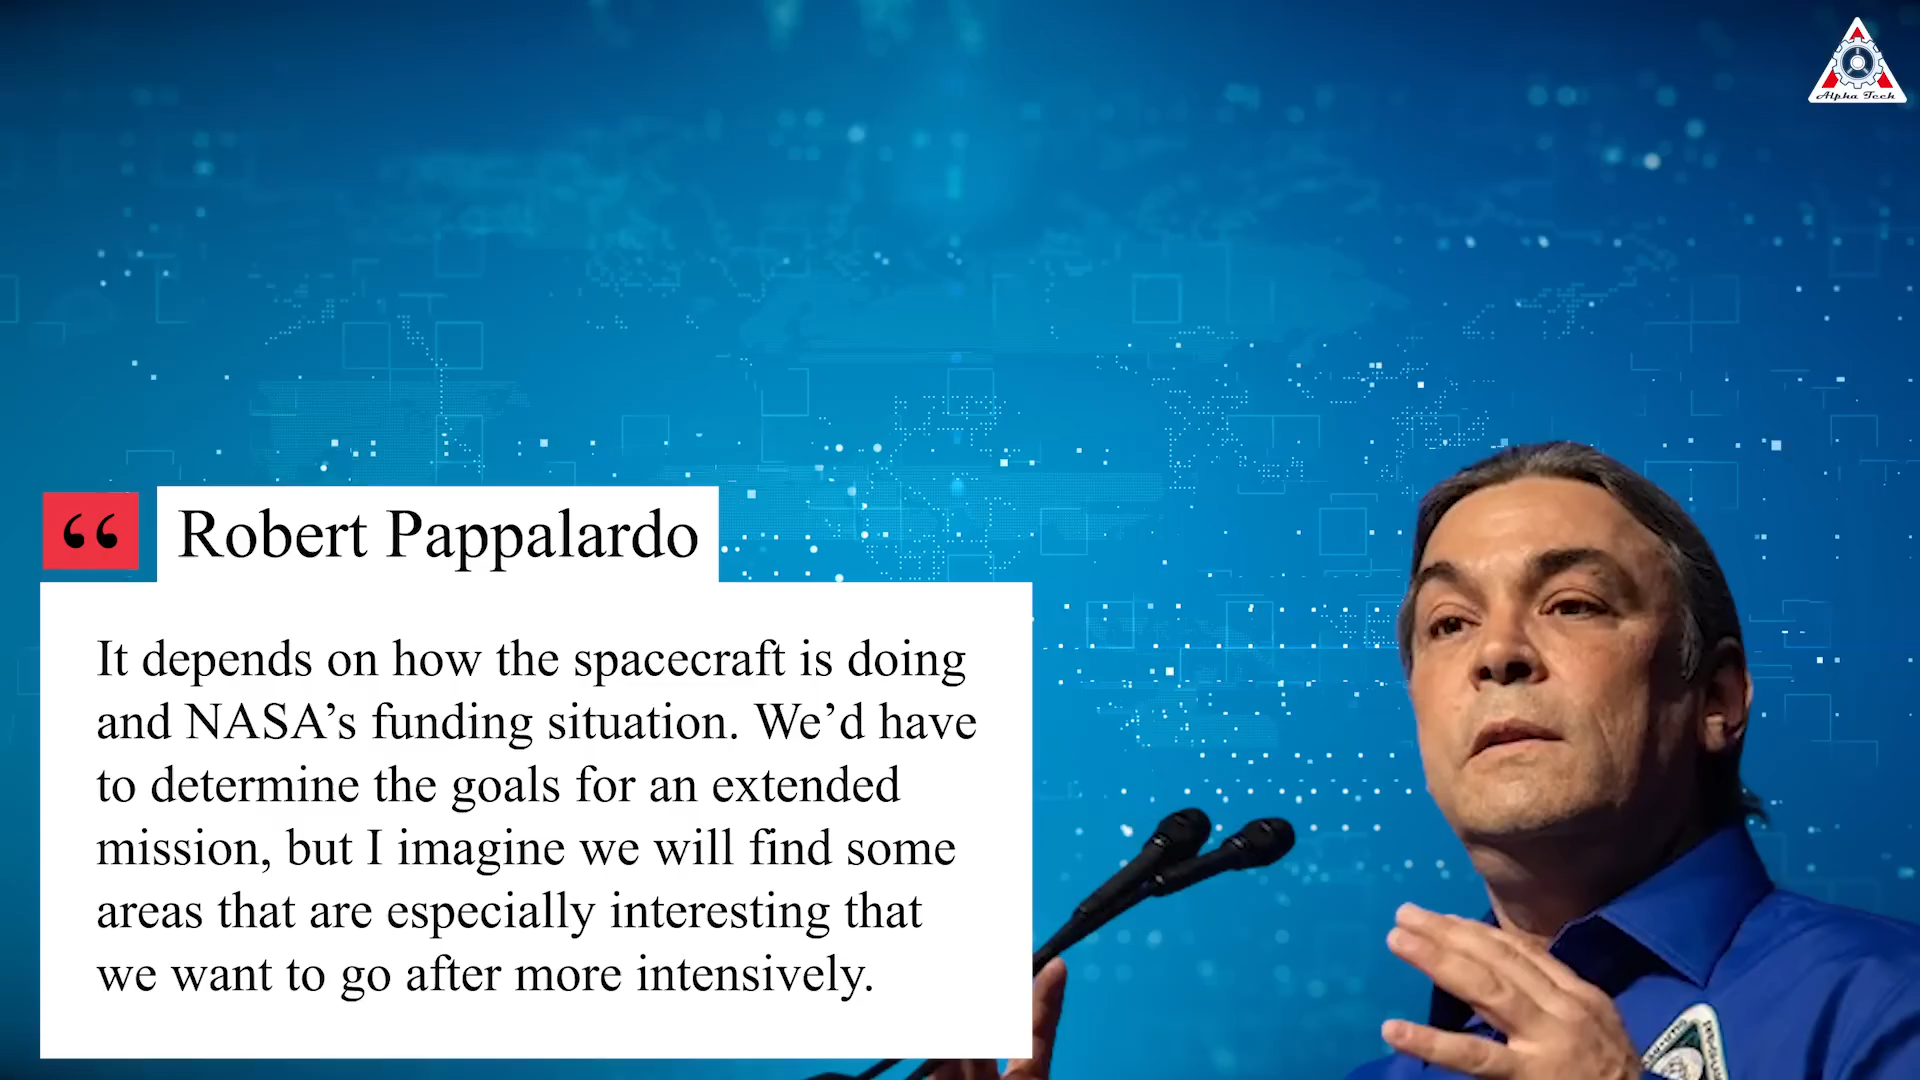 Alpha Tech
“
Robert Pappalardo
It depends on how the spacecraft is doing
and NASA’s funding situation. We’d have
to determine the goals for an extended
mission, but I imagine we will find some
areas that are especially interesting that
we want to go after more intensively.